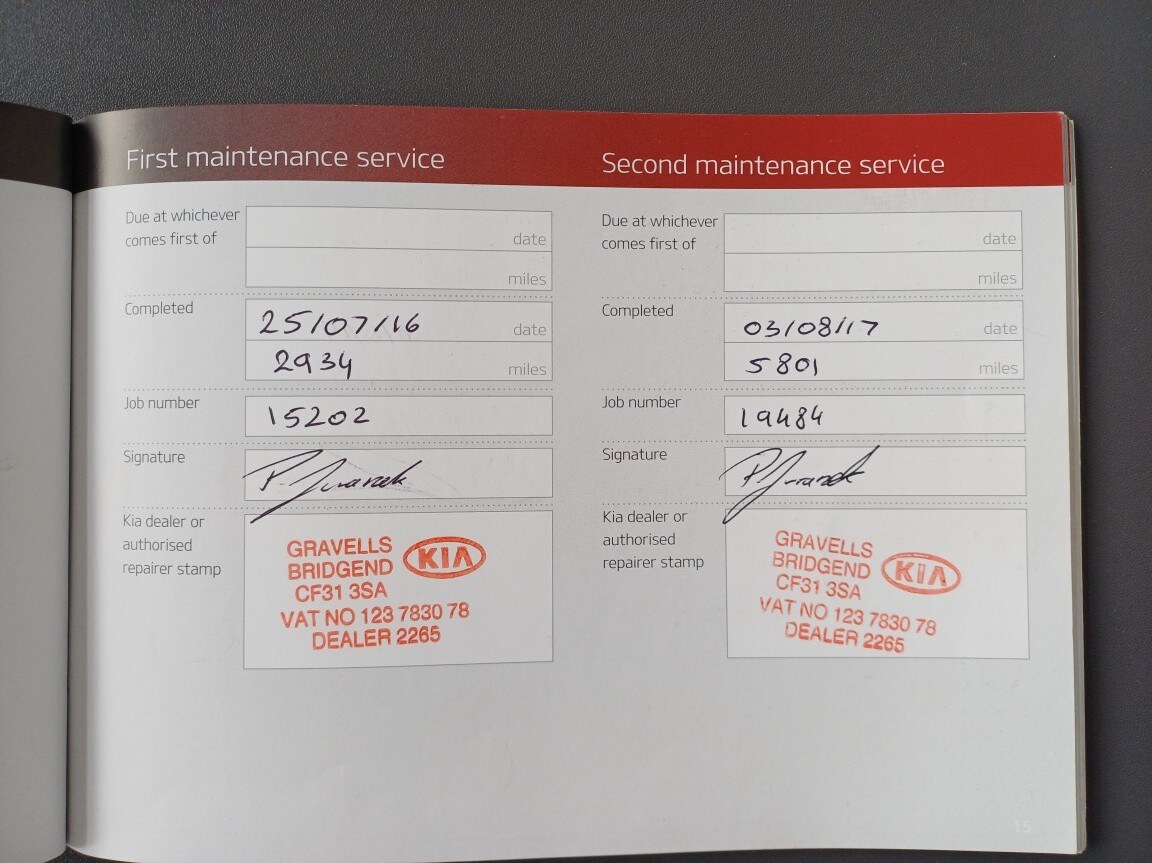 First maintenance service
Due at whichever
comes first of
date
miles
Completed
25/07/16 date
2934 miles
Job number
15202
Signature
P.
Kia dealer or
authorised
repairer stamp
GRAVELLS
BRIDGEND
KIA
CF31 3SA
VAT NO 123 7830 78
DEALER 2265
Second maintenance service
Due at whichever
comes first of
date
miles
Completed
03/08/17 date
5801 miles
Job number
19484
Signature
P.
Kia dealer or
authorised
repairer stamp
GRAVELLS
BRIDGEND
KIA
CF31 3SA
VAT NO 123 7830 78
DEALER 2265
15